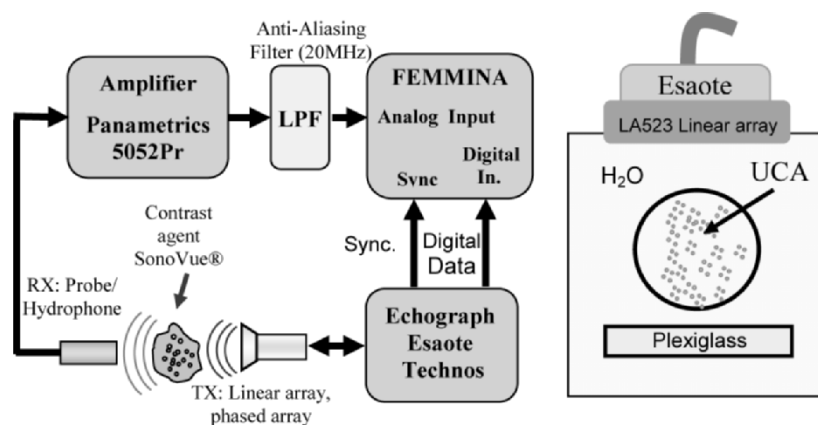 Anti-Aliasing
Filter (20MHz)
Amplifier
Panametrics
5052Pr
LPF
FEMMINA
Analog Input
Digital
Sync In.
Contrast
agent
SonoVue®
RX: Probe/
Hydrophone
Sync.
Digital
Data
Echograph
Esaote
Technos
TX: Linear array,
phased array
Esaote
LA523 Linear array
H₂O
UCA
Plexiglass